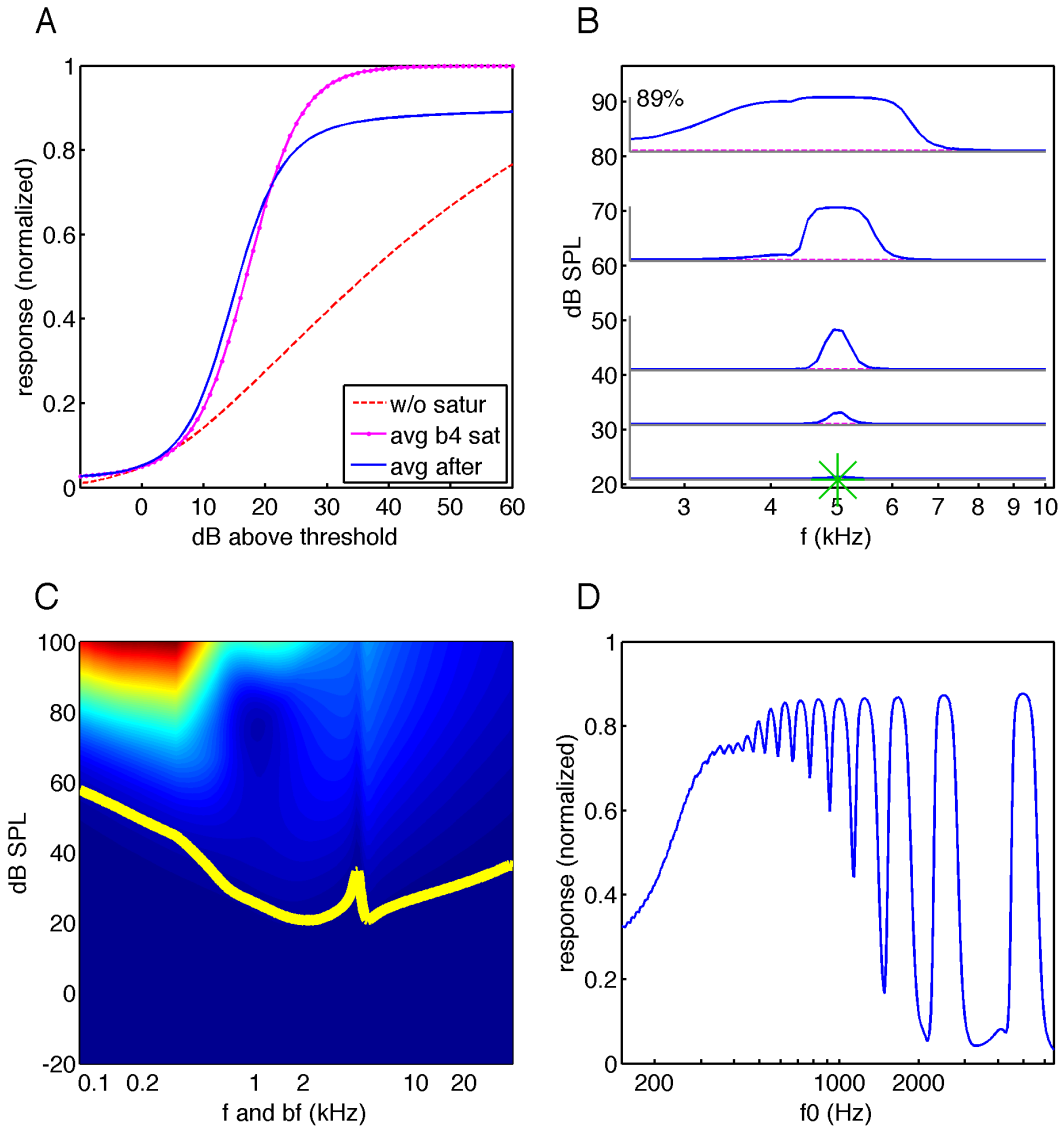 A
response (normalized)
1
0.8
0.6
0.4
0.2
0
0 10 20 30 40 50 60
dB above threshold
w/o satur
avg b4 sat
avg after
B
dB SPL
90
80
70
60
50
40
30
20
89%
3 4 5 6 7 8 9 10
f (kHz)
C
dB SPL
100
80
60
40
20
0
-20
0.1 0.2 1 2 10 20
f and bf (kHz)
D
response (normalized)
1
0.8
0.6
0.4
0.2
0
200 1000 2000
f0 (Hz)